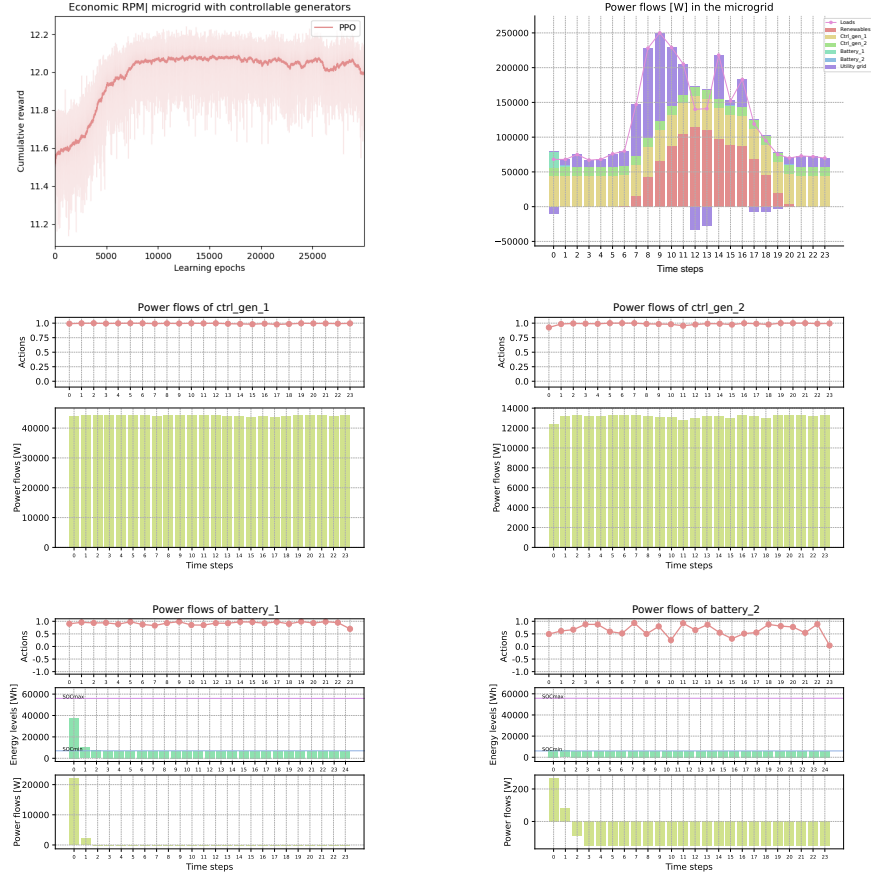 Economic RPM| microgrid with controllable generators
PPO
Cumulative reward
12.2
12.0
11.8
11.6
11.4
11.2
0 5000 10000 15000 20000 25000
Learning epochs
Power flows [W] in the microgrid
Loads
Renewables
Ctrl_gen_1
Ctrl_gen_2
Battery_1
Battery_2
Utility grid
250000
200000
150000
100000
50000
0
−50000
0 1 2 3 4 5 6 7 8 9 10 11 12 13 14 15 16 17 18 19 20 21 22 23
Time steps
Power flows of ctrl_gen_1
Actions
1.0
0.75
0.5
0.25
0.0
0 1 2 3 4 5 6 7 8 9 10 11 12 13 14 15 16 17 18 19 20 21 22 23
Power flows [W]
40000
30000
20000
10000
0
0 1 2 3 4 5 6 7 8 9 10 11 12 13 14 15 16 17 18 19 20 21 22 23
Time steps
Power flows of ctrl_gen_2
Actions
1.0
0.75
0.5
0.25
0.0
0 1 2 3 4 5 6 7 8 9 10 11 12 13 14 15 16 17 18 19 20 21 22 23
Power flows [W]
14000
12000
10000
8000
6000
4000
2000
0
0 1 2 3 4 5 6 7 8 9 10 11 12 13 14 15 16 17 18 19 20 21 22 23
Time steps
Power flows of battery_1
Actions
1.0
0.5
0.0
-0.5
-1.0
0 1 2 3 4 5 6 7 8 9 10 11 12 13 14 15 16 17 18 19 20 21 22 23
Energy levels [Wh]
60000
40000
20000
0
SOCmax
SOCmin
0 1 2 3 4 5 6 7 8 9 10 11 12 13 14 15 16 17 18 19 20 21 22 23 24
Power flows [W]
20000
10000
0
0 1 2 3 4 5 6 7 8 9 10 11 12 13 14 15 16 17 18 19 20 21 22 23
Time steps
Power flows of battery_2
Actions
1.0
0.5
0.0
-0.5
-1.0
0 1 2 3 4 5 6 7 8 9 10 11 12 13 14 15 16 17 18 19 20 21 22 23
Energy levels [Wh]
60000
40000
20000
0
SOCmax
SOCmin
0 1 2 3 4 5 6 7 8 9 10 11 12 13 14 15 16 17 18 19 20 21 22 23 24
Power flows [W]
200
0
0 1 2 3 4 5 6 7 8 9 10 11 12 13 14 15 16 17 18 19 20 21 22 23
Time steps